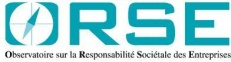 ORSE
Observatoire sur la Responsabilité Sociétale des Entreprises